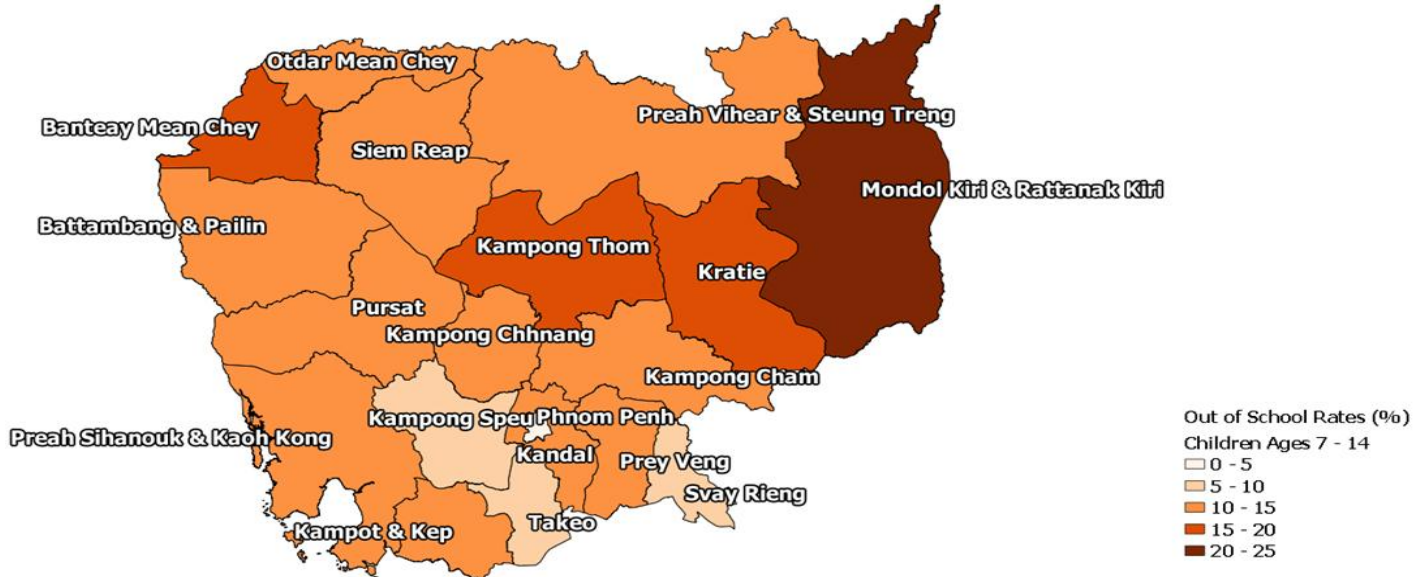 Otdar Mean Chey
Preah Vihear & Steung Treng
Banteay Mean Chey
Siem Reap
Mondol Kiri & Rattanak Kiri
Battambang & Pailin
Kampong Thom
Kratie
Pursat
Kampong Chhnang
Kampong Cham
Kampong Speu
Phnom Penh
Preah Sihanouk & Kaoh Kong
Kandal
Prey Veng
Svay Rieng
Takeo
Kampot & Kep
Out of School Rates (%)
Children Ages 7 - 14
0 - 5
5 - 10
10 - 15
15 - 20
20 - 25